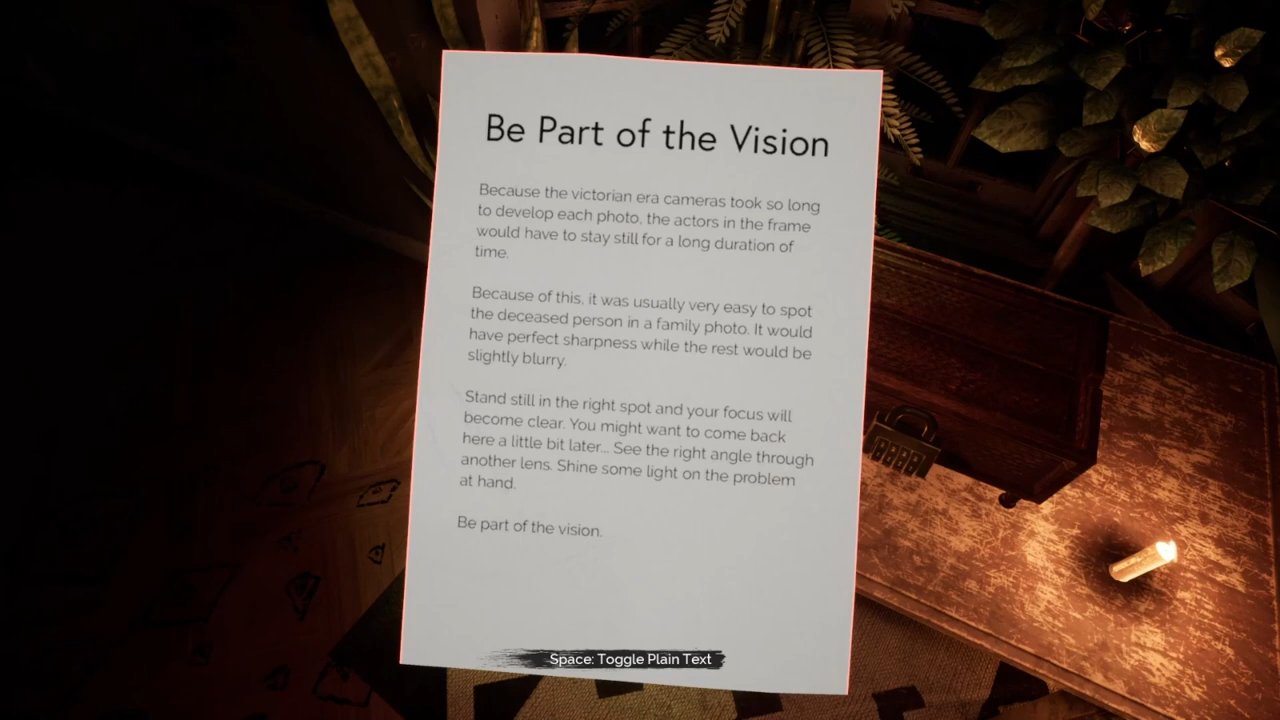 Be Part of the Vision
Because the victorian era cameras took so long
to develop each photo, the actors in the frame
would have to stay still for a long duration of
time.
Because of this, it was usually very easy to spot
the deceased person in a family photo. It would
have perfect sharpness while the rest would be
slightly blurry.
Stand still in the right spot and your focus will
become clear. You might want to come back
here a little bit later... See the right angle through
another lens. Shine some light on the problem
at hand.
Be part of the vision.
Space: Toggle Plain Text